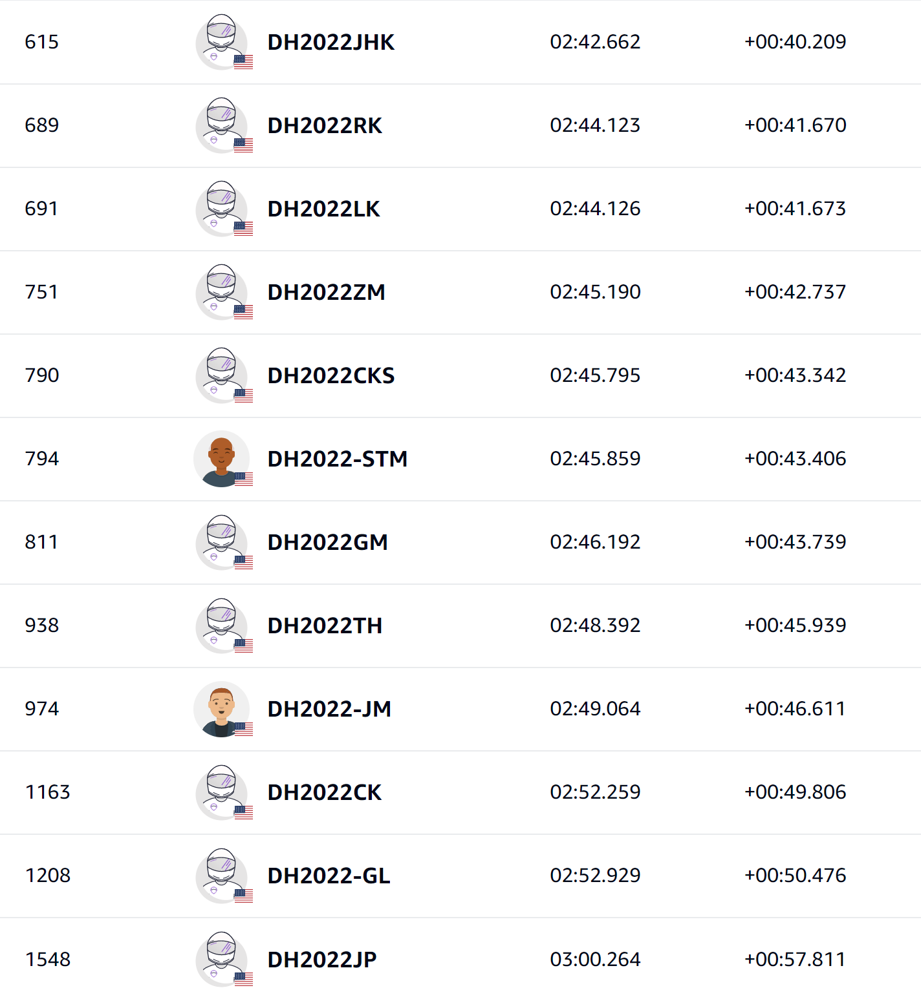 615 DH2022JHK 02:42.662 +00:40.209
689 DH2022RK 02:44.123 +00:41.670
691 DH2022LK 02:44.126 +00:41.673
751 DH2022ZM 02:45.190 +00:42.737
790 DH2022CKS 02:45.795 +00:43.342
794 DH2022-STM 02:45.859 +00:43.406
811 DH2022GM 02:46.192 +00:43.739
938 DH2022TH 02:48.392 +00:45.939
974 DH2022-JM 02:49.064 +00:46.611
1163 DH2022CK 02:52.259 +00:49.806
1208 DH2022-GL 02:52.929 +00:50.476
1548 DH2022JP 03:00.264 +00:57.811